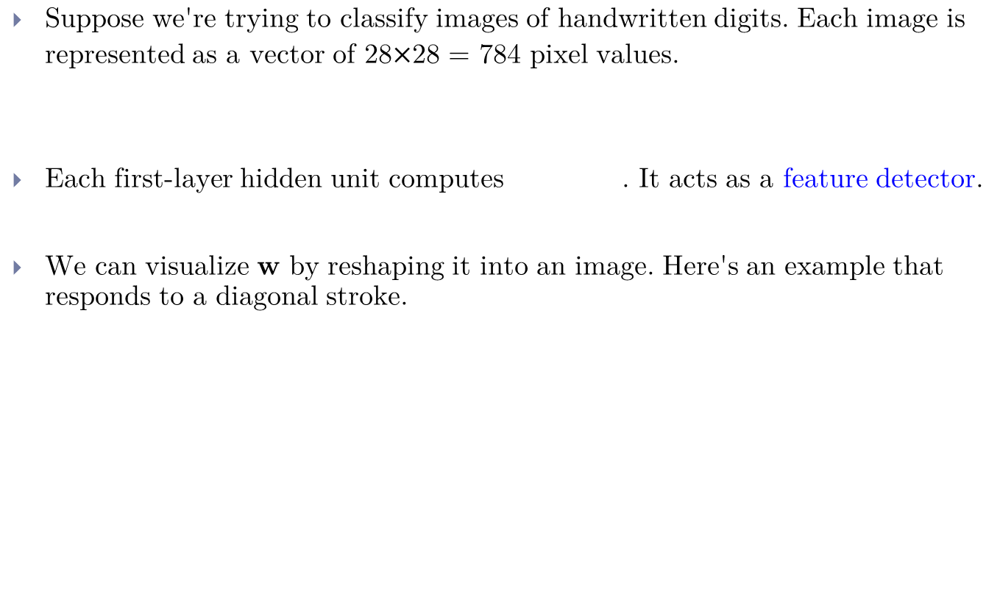 Suppose we're trying to classify images of handwritten digits. Each image is
represented as a vector of 28×28 = 784 pixel values.
Each first-layer hidden unit computes . It acts as a feature detector.
We can visualize w by reshaping it into an image. Here's an example that
responds to a diagonal stroke.